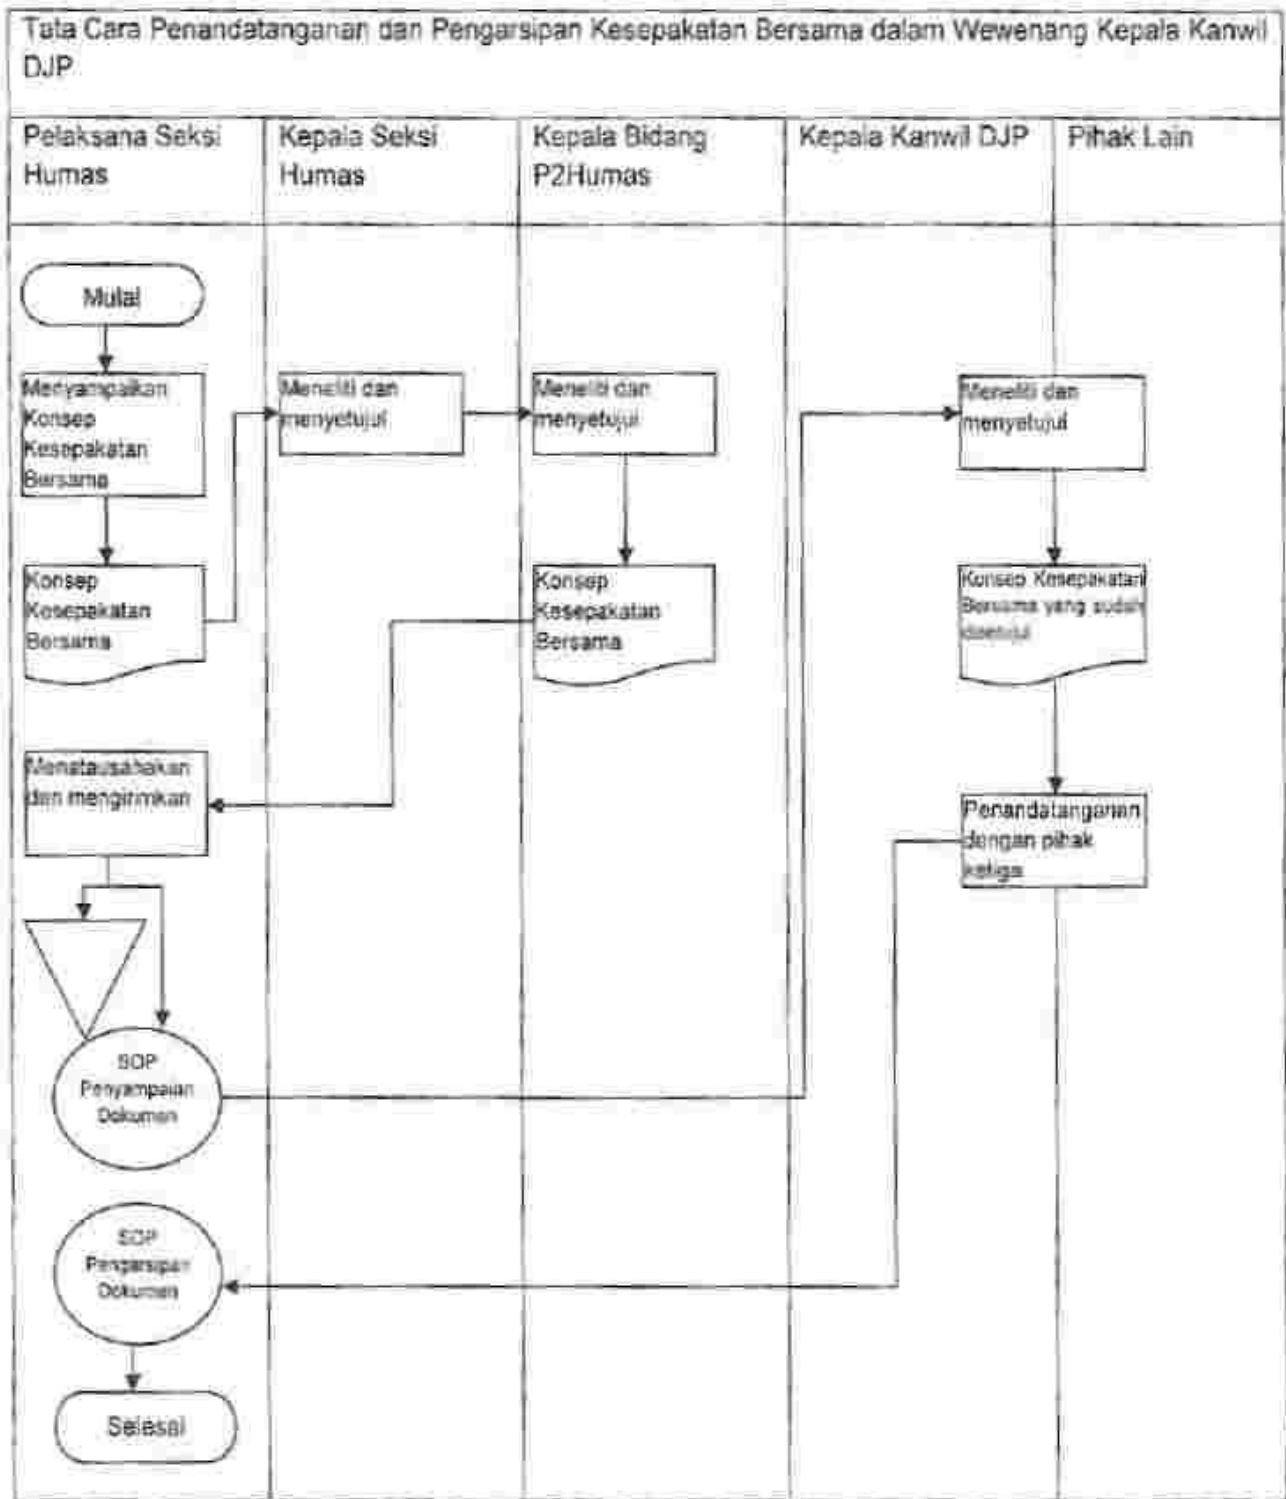 Tata Cara Penandatanganan dan Pengarsipan Kesepakatan Bersama dalam Wewenang Kepala Kanwil
DJP
Pelaksana Seksi
Humas
Kepala Seksi
Humas
Kepala Bidang
P2Humas
Kepala Kanwil DJP
Pihak Lain
Mulai
Menyampaikan
Konsep
Kesepakatan
Bersama
Meneliti dan
menyetujui
Meneliti dan
menyetujui
Meneliti dan
menyetujui
Konsep
Kesepakatan
Bersama
Konsep
Kesepakatan
Bersama
Konsep Kesepakatan
Bersama yang sudah
disetujui
Menatausahakan
dan mengirimkan
Penandatanganan
dengan pihak
ketiga
SOP
Penyampaian
Dokumen
SOP
Pengarsipan
Dokumen
Selesai